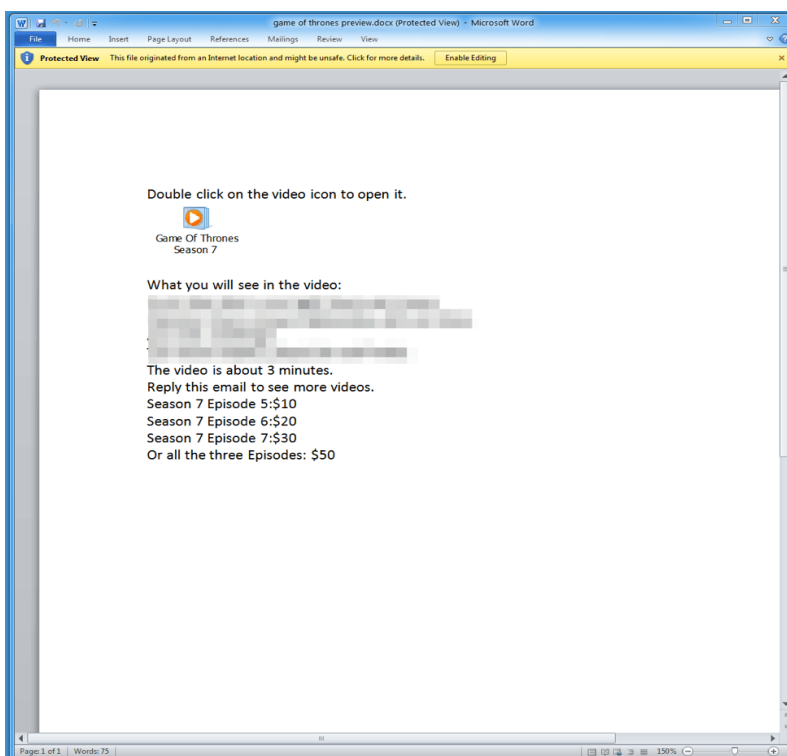 game of thrones preview.docx (Protected View) - Microsoft Word
File Home Insert Page Layout References Mailings Review View
Protected View This file originated from an Internet location and might be unsafe. Click for more details. Enable Editing
Double click on the video icon to open it.
Game Of Thrones
Season 7
What you will see in the video:
The video is about 3 minutes.
Reply this email to see more videos.
Season 7 Episode 5:$10
Season 7 Episode 6:$20
Season 7 Episode 7:$30
Or all the three Episodes: $50
Page: 1 of 1 Words: 75 150%